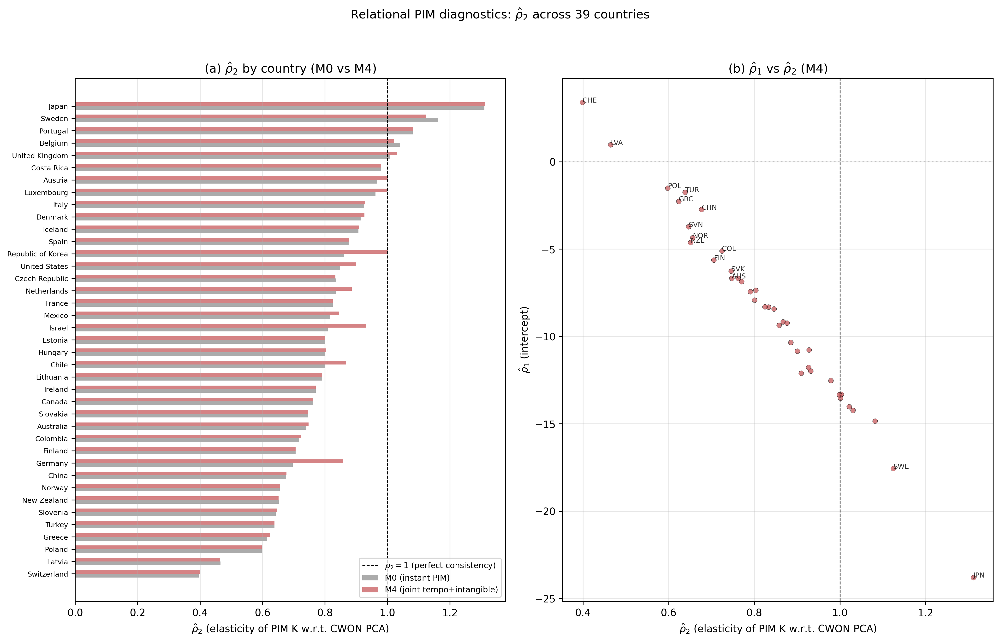 Relational PIM diagnostics: ρ̂₂ across 39 countries
(a) ρ̂₂ by country (M0 vs M4)
Japan
Sweden
Portugal
Belgium
United Kingdom
Costa Rica
Austria
Luxembourg
Italy
Denmark
Iceland
Spain
Republic of Korea
United States
Czech Republic
Netherlands
France
Mexico
Israel
Estonia
Hungary
Chile
Lithuania
Ireland
Canada
Slovakia
Australia
Colombia
Finland
Germany
China
Norway
New Zealand
Slovenia
Turkey
Greece
Poland
Latvia
Switzerland
ρ₂ = 1 (perfect consistency)
M0 (instant PIM)
M4 (joint tempo+intangible)
0.0 0.2 0.4 0.6 0.8 1.0 1.2
ρ̂₂ (elasticity of PIM K w.r.t. CWON PCA)
(b) ρ̂₁ vs ρ̂₂ (M4)
ρ̂₁ (intercept)
0
−5
−10
−15
−20
−25
CHE
LVA
POL
TUR
GRC
CHN
SVN
NOR
NZL
COL
FIN
SVK
AUS
SWE
JPN
0.4 0.6 0.8 1.0 1.2
ρ̂₂ (elasticity of PIM K w.r.t. CWON PCA)